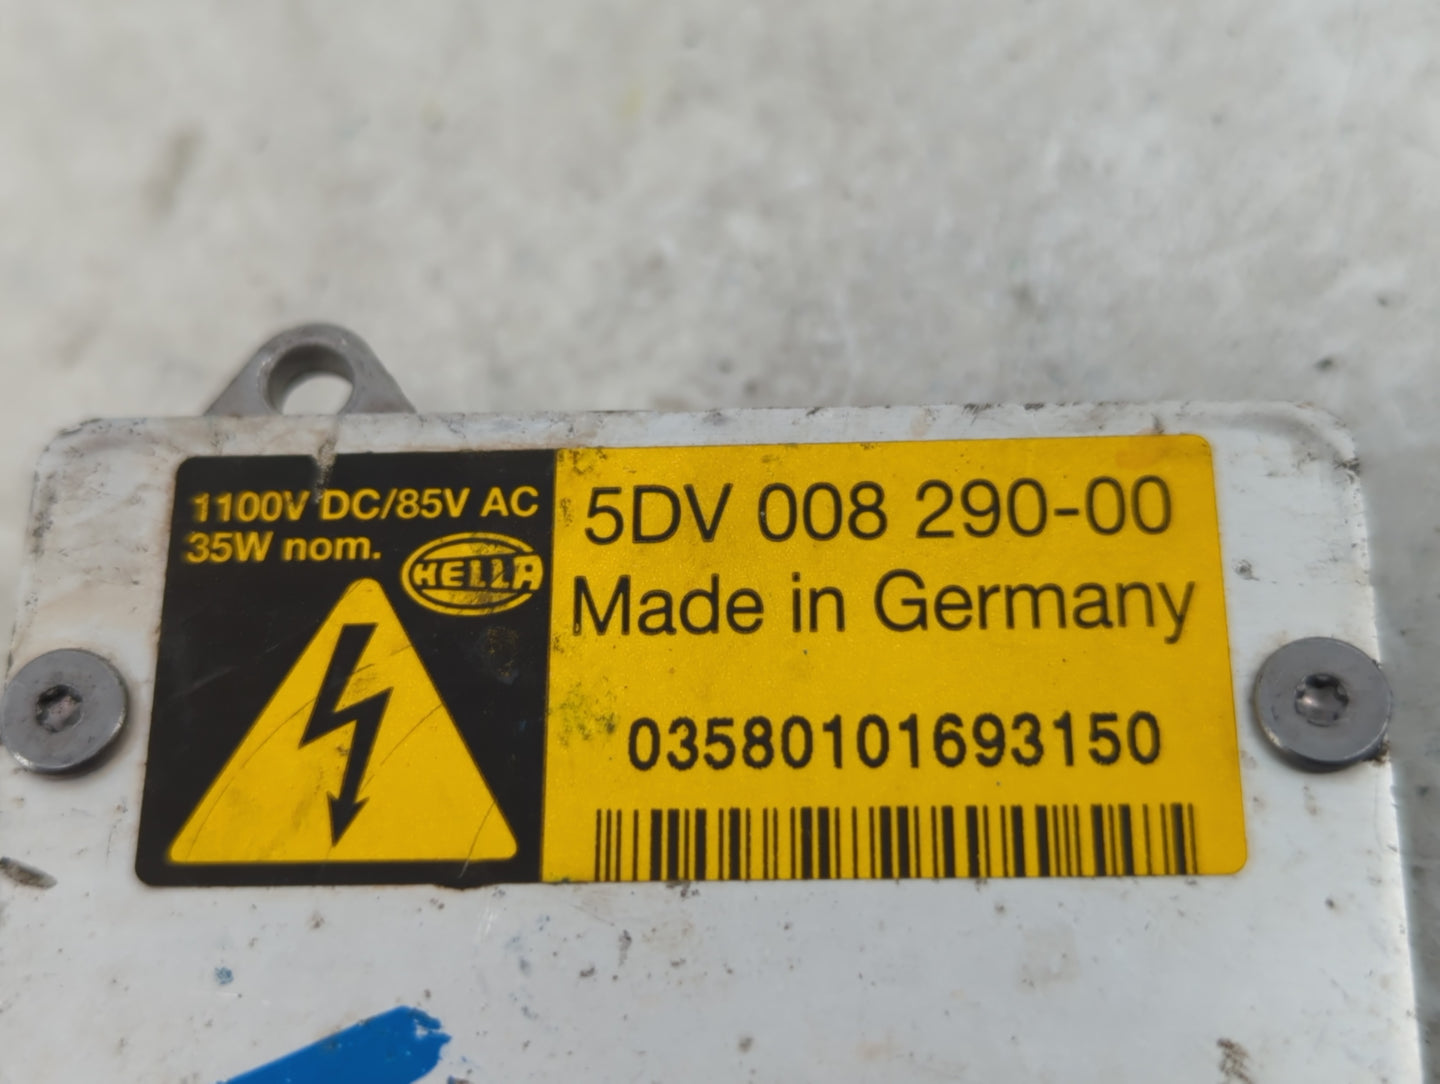 1100V DC/85V AC
35W nom.
HELLA
5DV 008 290-00
Made in Germany
03580101693150